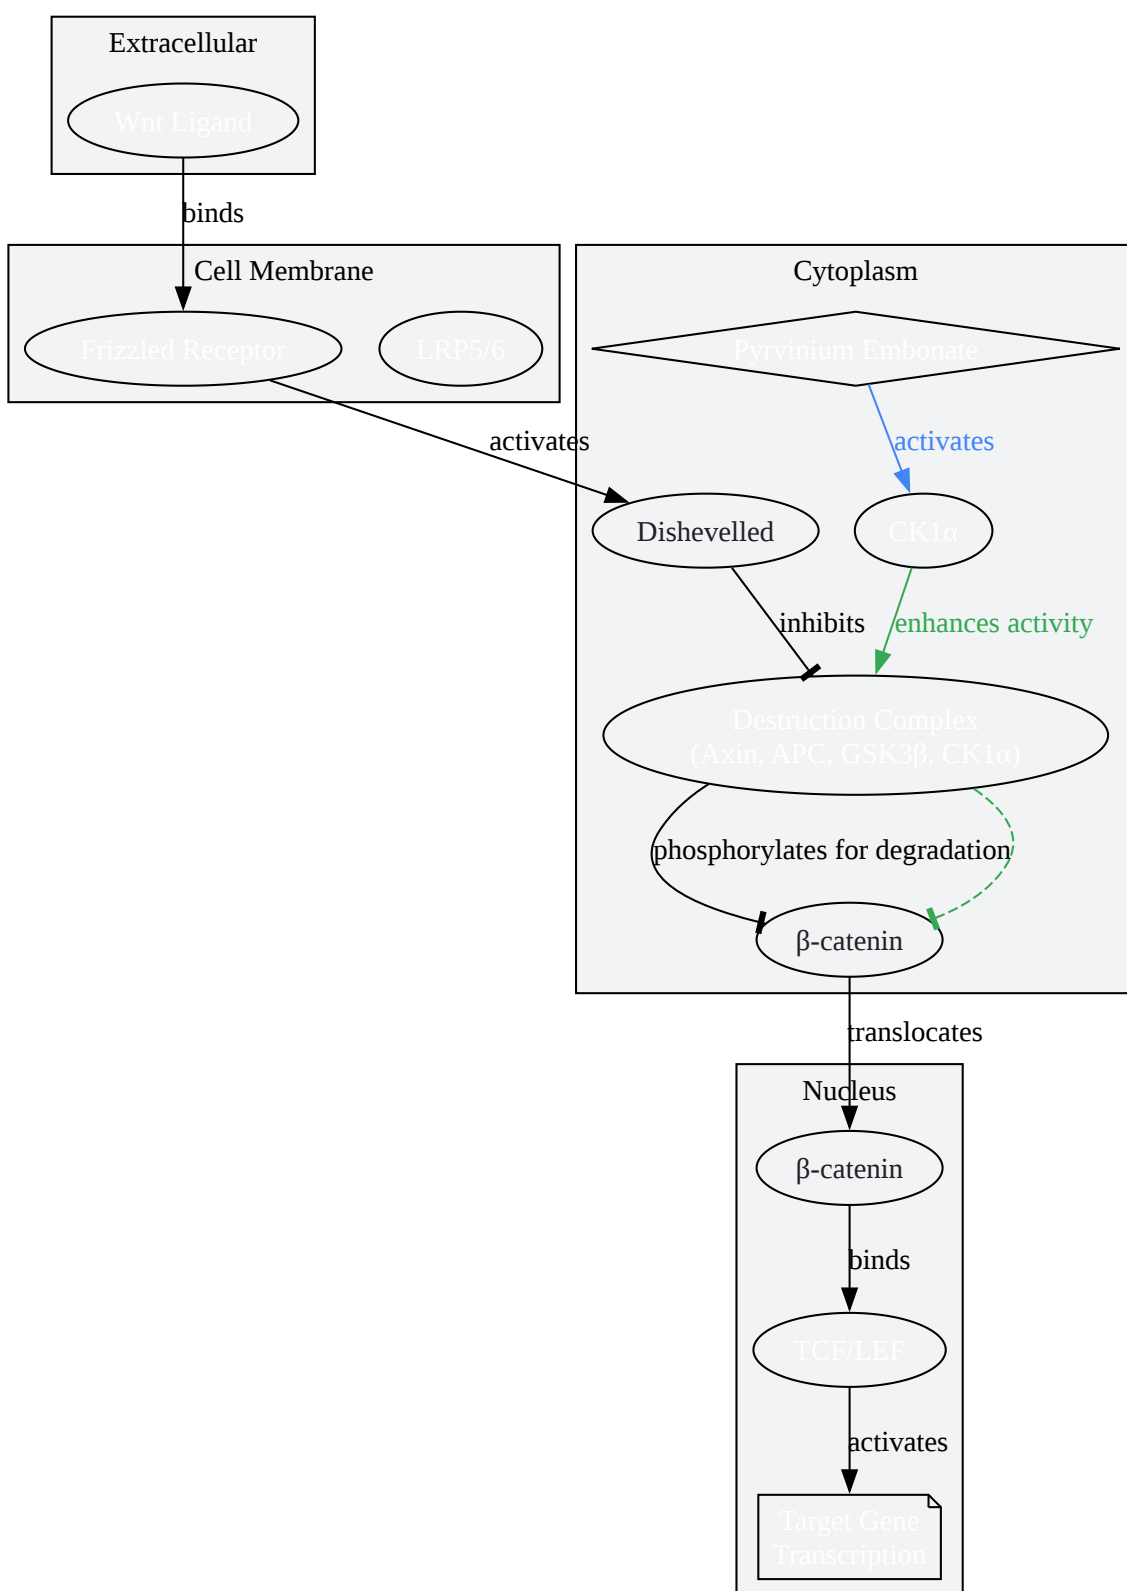 Extracellular
Wnt Ligand
binds
Cell Membrane
Cytoplasm
Frizzled Receptor
LRP5/6
Pyrvinium Embonate
activates
activates
Dishevelled
CK1α
inhibits
enhances activity
Destruction Complex
(Axin, APC, GSK3β, CK1α)
phosphorylates for degradation
β-catenin
translocates
Nucleus
β-catenin
binds
TCF/LEF
activates
Target Gene
Transcription